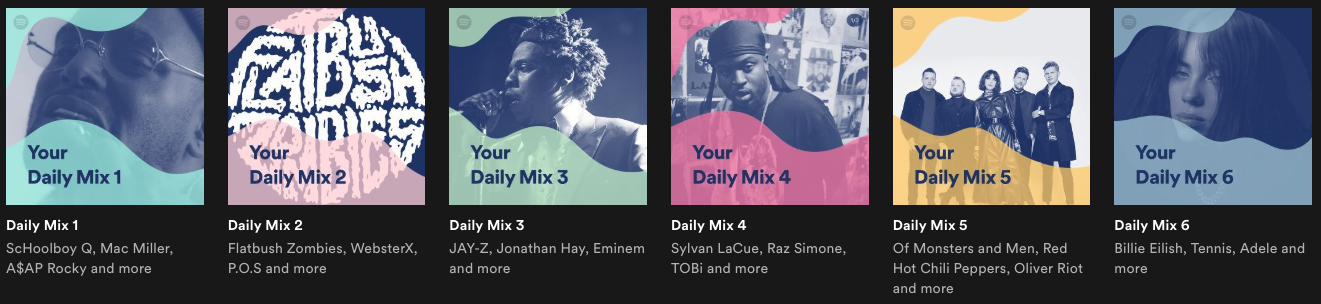 Your
Daily Mix 1
Daily Mix 1
ScHoolboy Q, Mac Miller,
A$AP Rocky and more
FLATBUSH
ZOMBIES
Your
Daily Mix 2
Daily Mix 2
Flatbush Zombies, WebsterX,
P.O.S and more
Your
Daily Mix 3
Daily Mix 3
JAY-Z, Jonathan Hay, Eminem
and more
Your
Daily Mix 4
Daily Mix 4
Sylvan LaCue, Raz Simone,
TOBi and more
Your
Daily Mix 5
Daily Mix 5
Of Monsters and Men, Red
Hot Chili Peppers, Oliver Riot
and more
Your
Daily Mix 6
Daily Mix 6
Billie Eilish, Tennis, Adele and
more